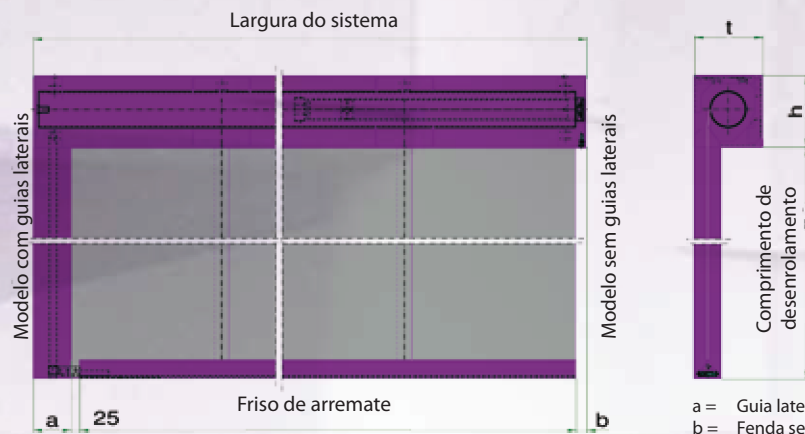 Largura do sistema
t
h
Modelo com guias laterais
Modelo sem guias laterais
Comprimento de
desenrolamento
Friso de arremate
a
25
b
a =
Guia late
b =
Fenda se